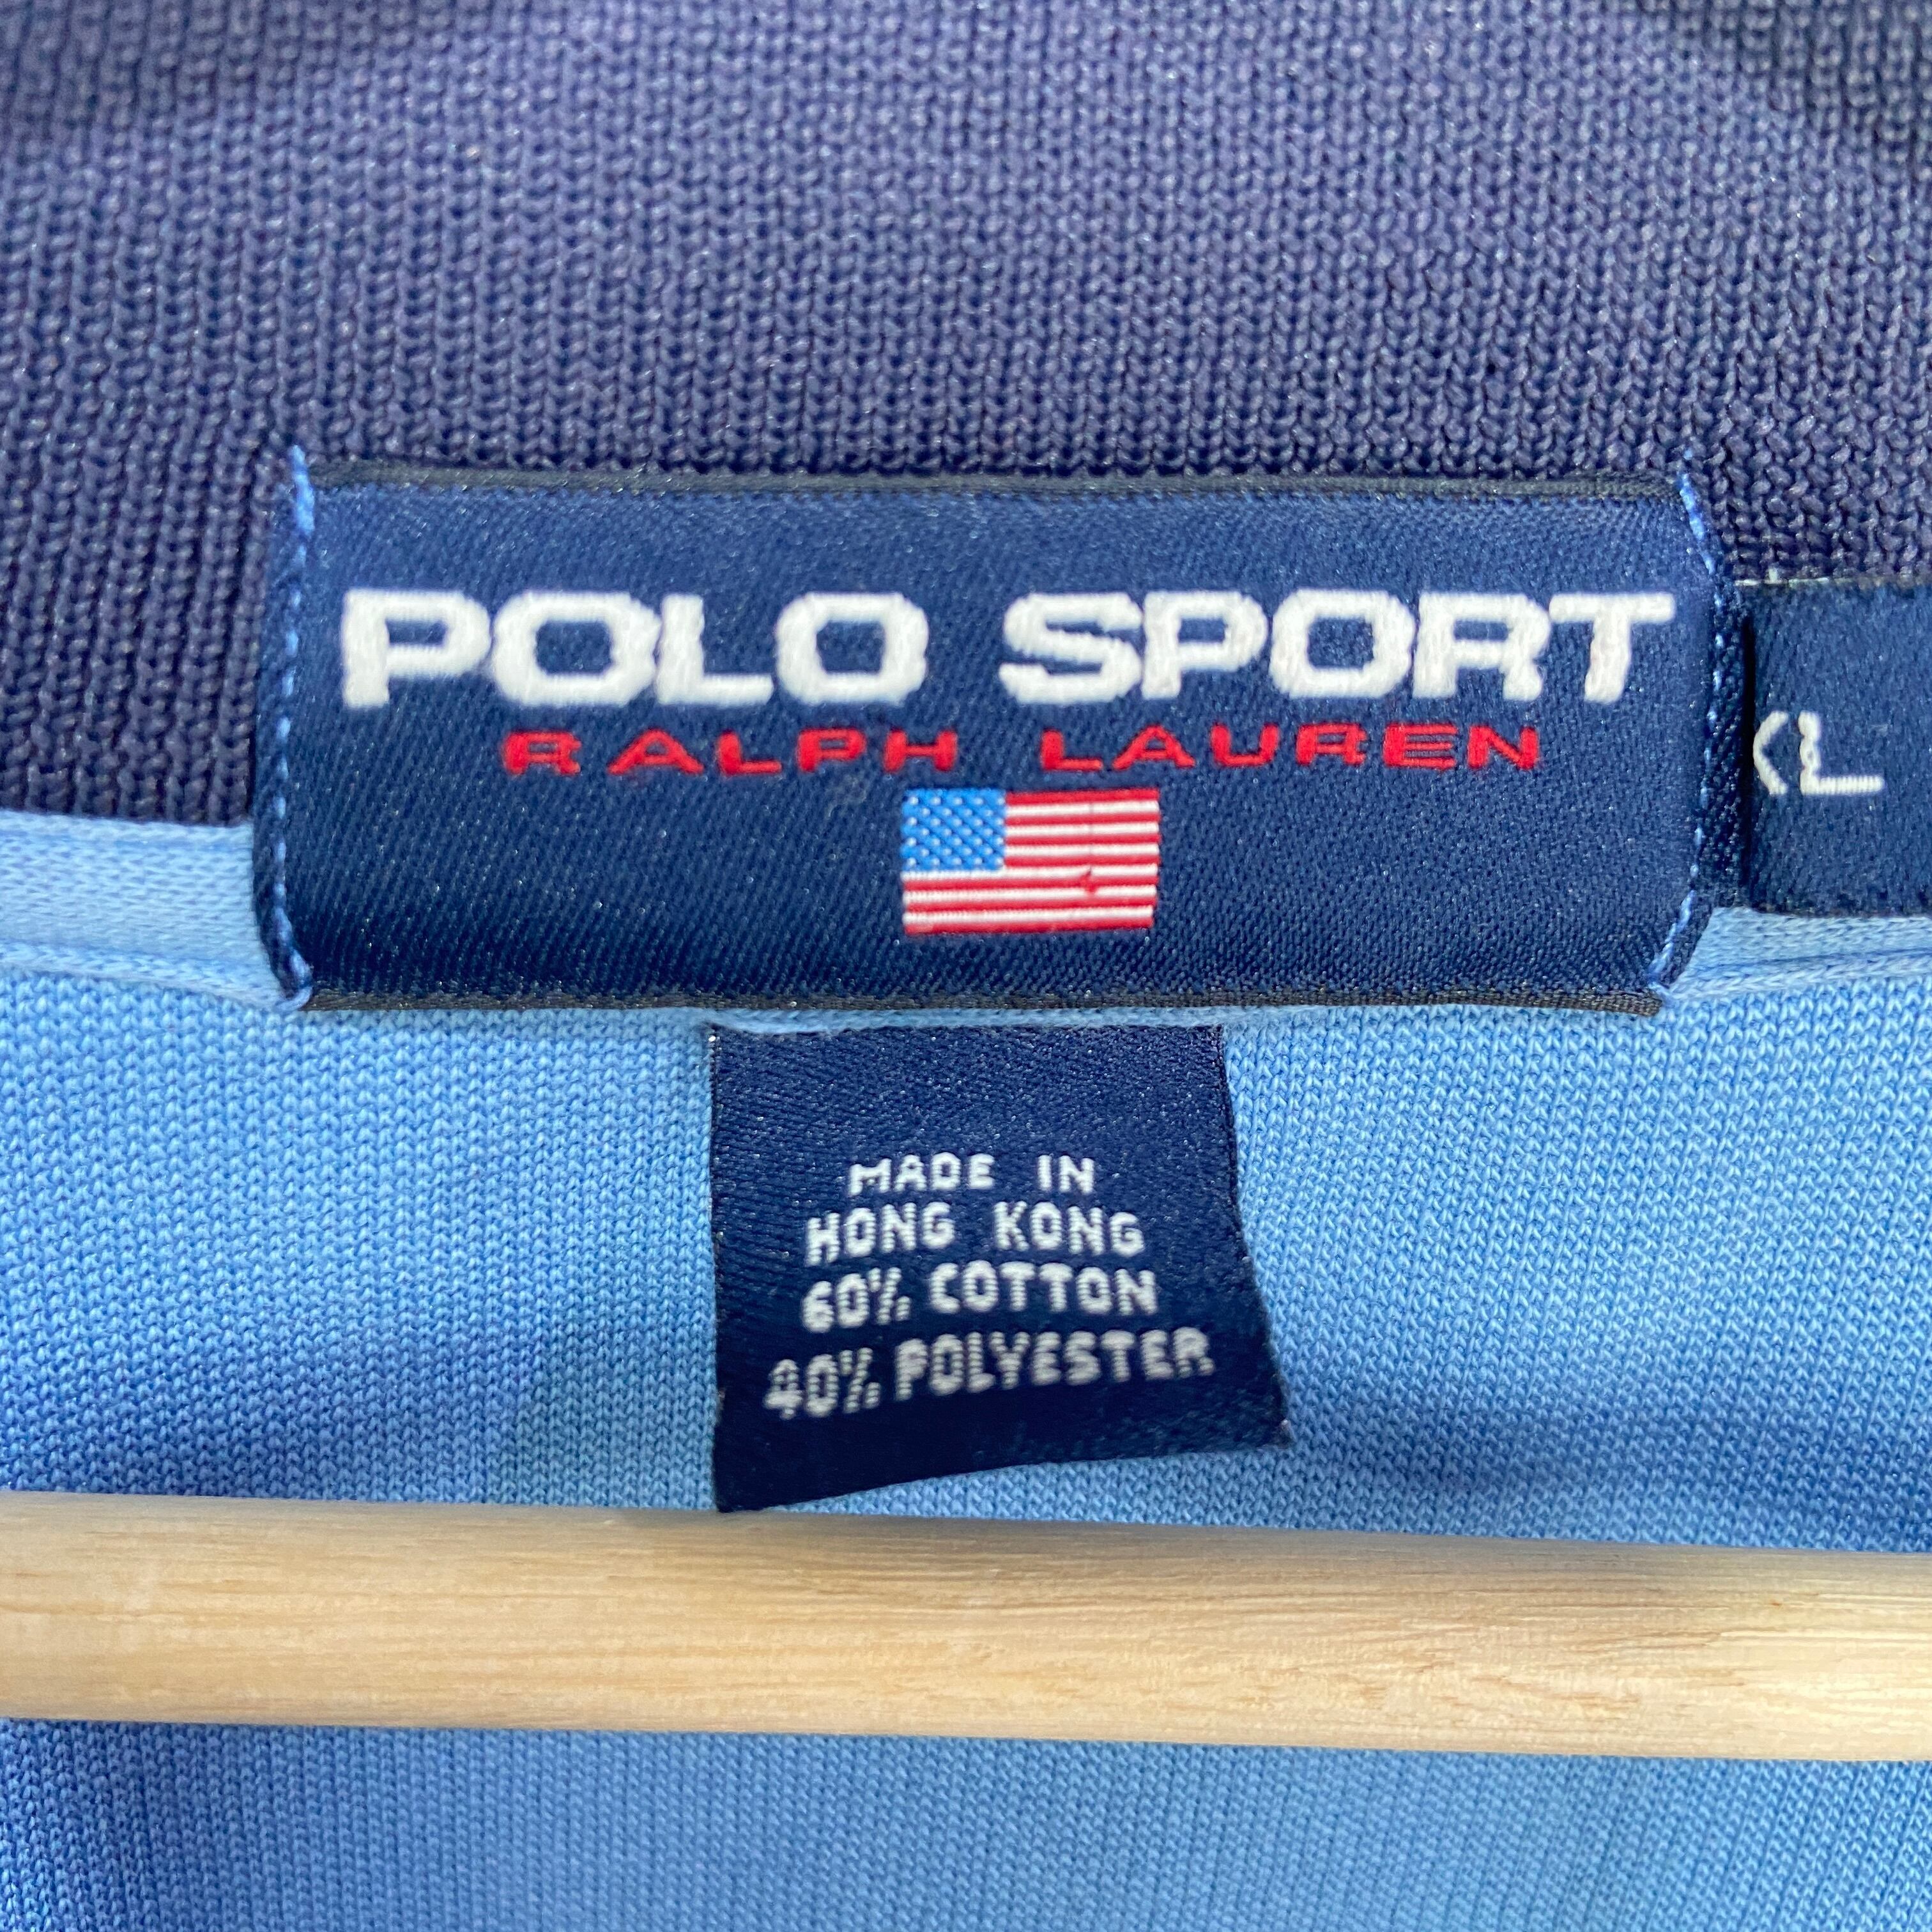 POLO SPORT
RALPH LAUREN
XL
MADE IN
HONG KONG
60% COTTON
40% POLYESTER